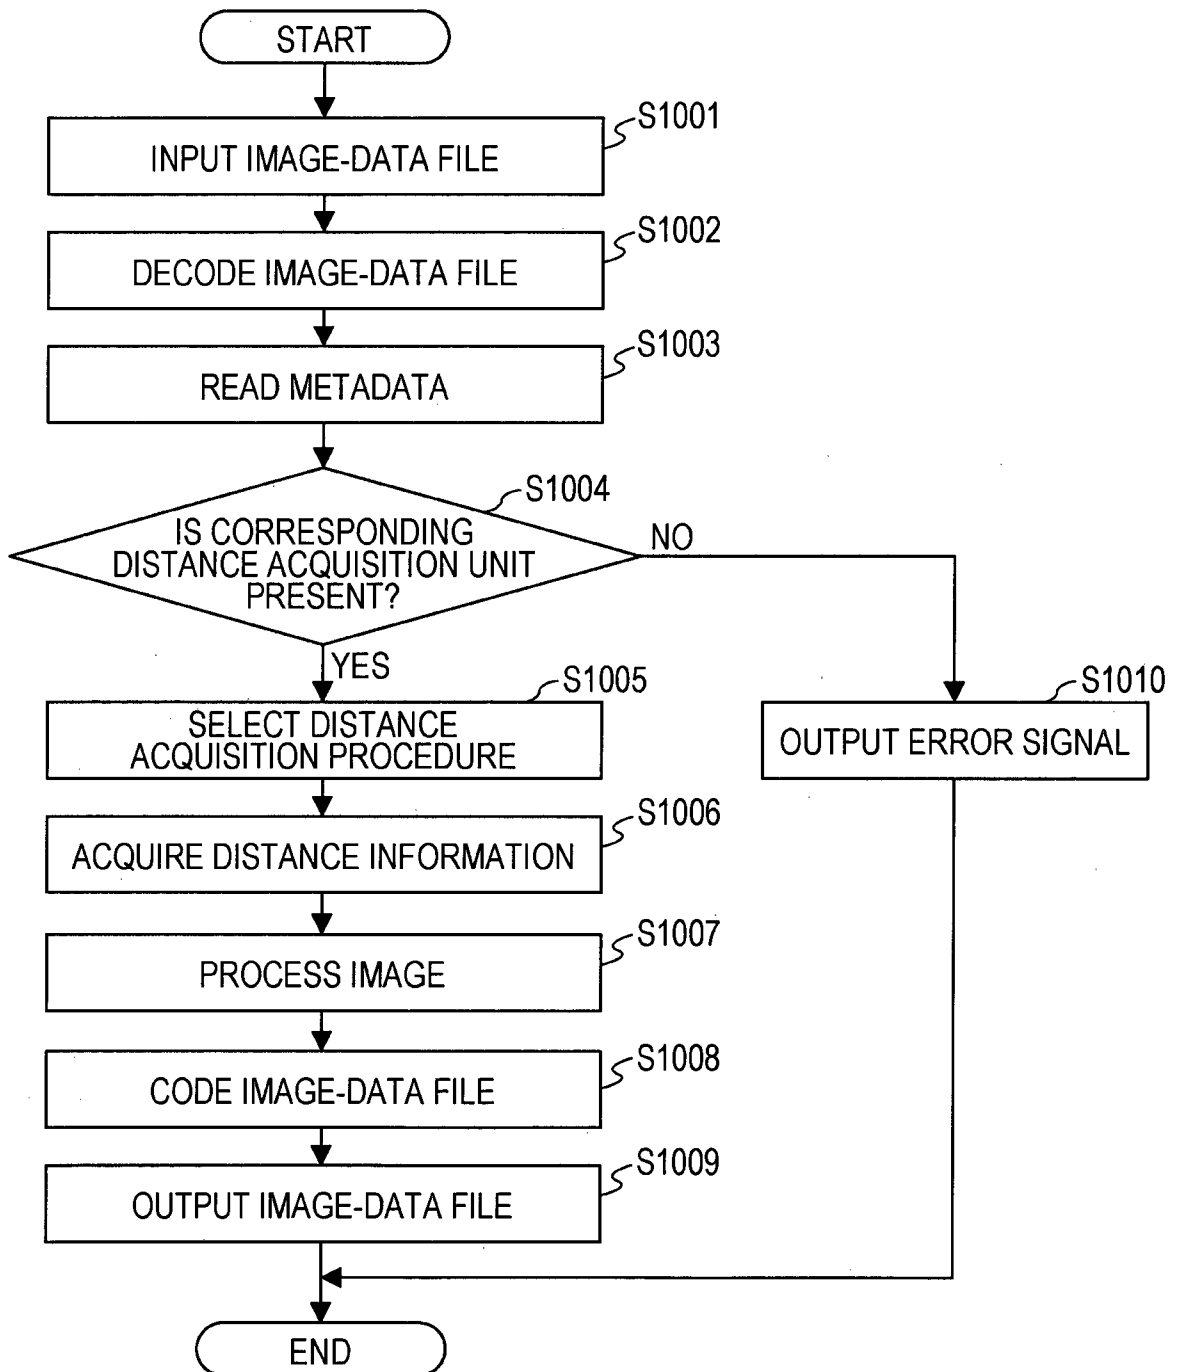 START
S1001
INPUT IMAGE-DATA FILE
S1002
DECODE IMAGE-DATA FILE
S1003
READ METADATA
S1004
IS CORRESPONDING
DISTANCE ACQUISITION UNIT
PRESENT?
NO
YES
S1005
SELECT DISTANCE
ACQUISITION PROCEDURE
S1010
OUTPUT ERROR SIGNAL
S1006
ACQUIRE DISTANCE INFORMATION
S1007
PROCESS IMAGE
S1008
CODE IMAGE-DATA FILE
S1009
OUTPUT IMAGE-DATA FILE
END